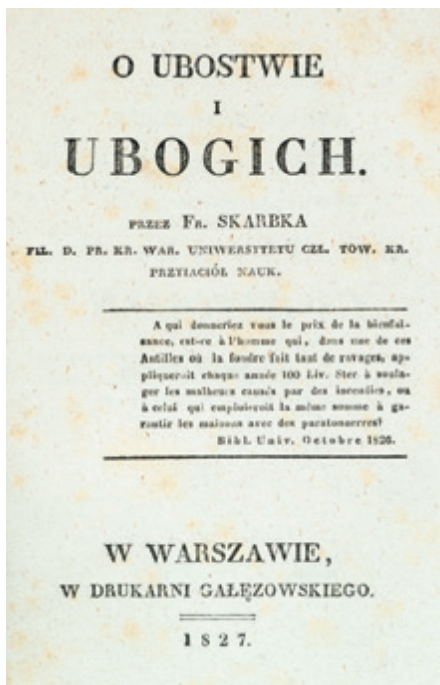 O UBOSTWIE
I
UBOGICH.
PRZEZ FR. SKARBKA
FIL. D. PR. KR. WAR. UNIWERSYTETU CZŁ. TOW. KR.
PRZYIACIÓŁ NAUK.
A qui donneriez vous le prix de la bienfai-
sance, est-ce à l'homme qui, dans une de ces
Antilles où la foudre fait tant de ravages, ap-
pliqueroit chaque année 100 Liv. Ster à soula-
ger les malheurs causés par des incendies, ou
à celui qui emploieroit la même somme à ga-
rantir les maisons avec des paratonnerres?
Bibl. Univ. Octobre 1826.
W WARSZAWIE,
W DRUKARNI GAŁĘZOWSKIEGO.
1827.